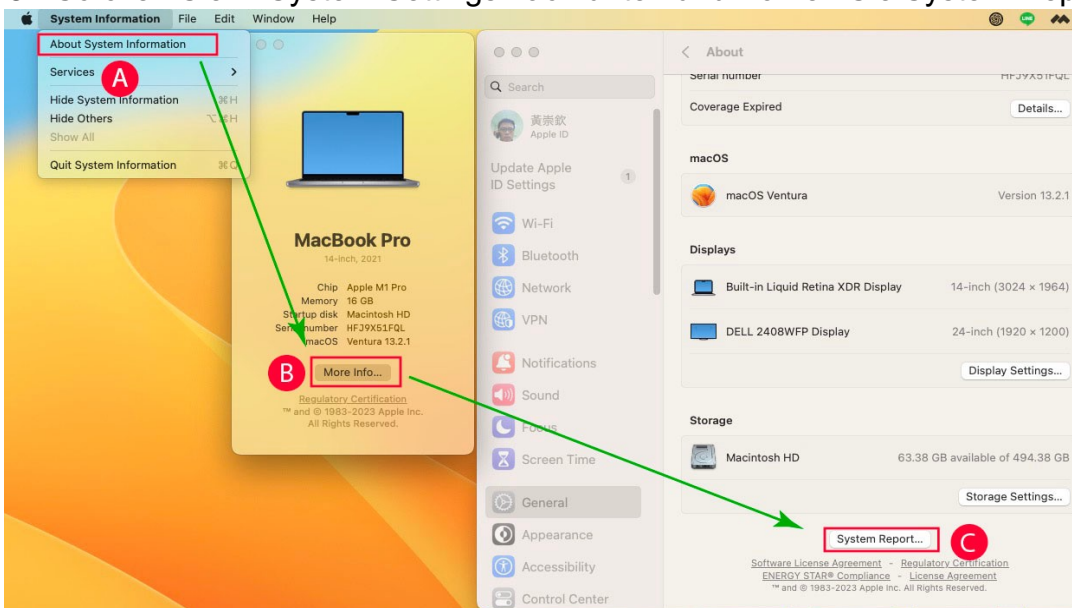 System Information File Edit Window Help
About System Information
Services
A
Hide System Information ⌘H
Hide Others ⌥⌘H
Show All
Quit System Information ⌘Q
MacBook Pro
14-inch, 2021
Chip Apple M1 Pro
Memory 16 GB
Startup disk Macintosh HD
Serial number HFJ9X51FQL
macOS Ventura 13.2.1
B
More Info...
Regulatory Certification
™ and © 1983-2023 Apple Inc.
All Rights Reserved.
Search
黃崇欽
Apple ID
Update Apple
ID Settings
1
Wi-Fi
Bluetooth
Network
VPN
Notifications
Sound
Focus
Screen Time
General
Appearance
Accessibility
Control Center
About
Serial number HFJ9X51FQL
Coverage Expired Details...
macOS
macOS Ventura Version 13.2.1
Displays
Built-in Liquid Retina XDR Display 14-inch (3024 × 1964)
DELL 2408WFP Display 24-inch (1920 × 1200)
Display Settings...
Storage
Macintosh HD 63.38 GB available of 494.38 GB
Storage Settings...
System Report...
C
Software License Agreement - Regulatory Certification
ENERGY STAR® Compliance - License Agreement
™ and © 1983-2023 Apple Inc. All Rights Reserved.